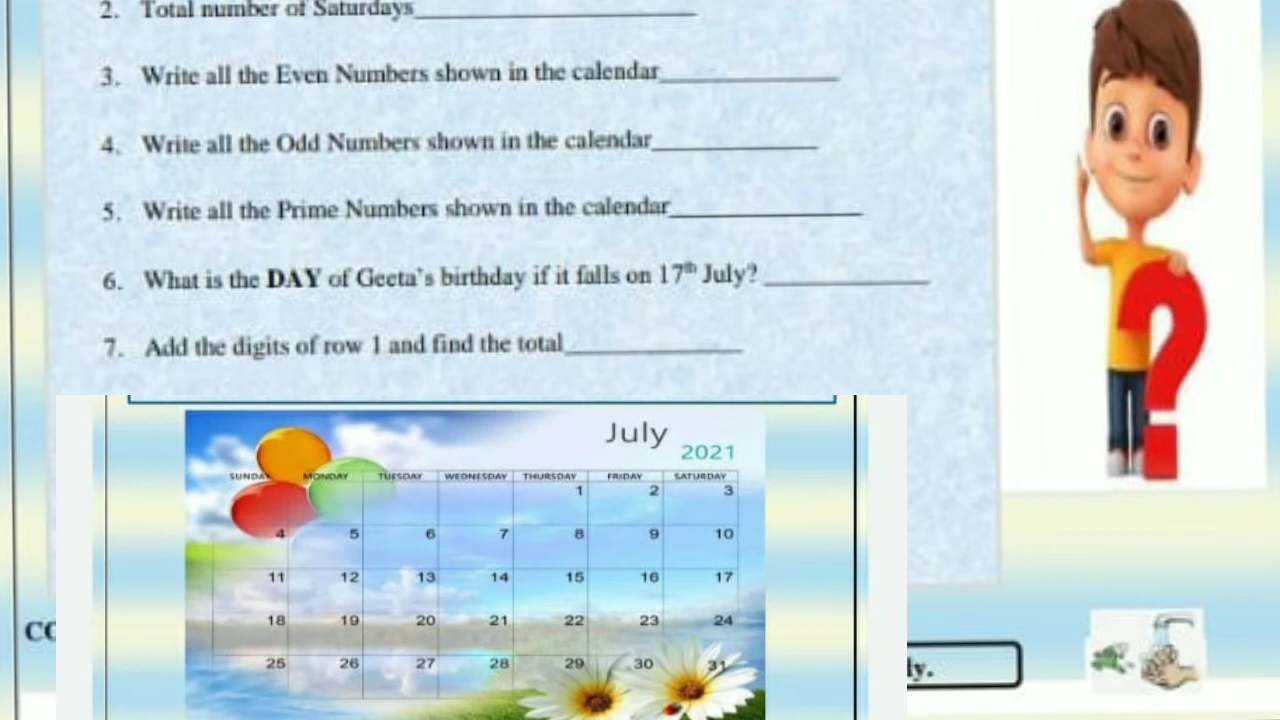 2. Total number of Saturdays
3. Write all the Even Numbers shown in the calendar
4. Write all the Odd Numbers shown in the calendar
5. Write all the Prime Numbers shown in the calendar
6. What is the DAY of Geeta's birthday if it falls on 17th July?
7. Add the digits of row 1 and find the total
July
2021
SUNDAY MONDAY TUESDAY WEDNESDAY THURSDAY FRIDAY SATURDAY
1 2 3
4 5 6 7 8 9 10
11 12 13 14 15 16 17
18 19 20 21 22 23 24
25 26 27 28 29 30 31
CC
ly.